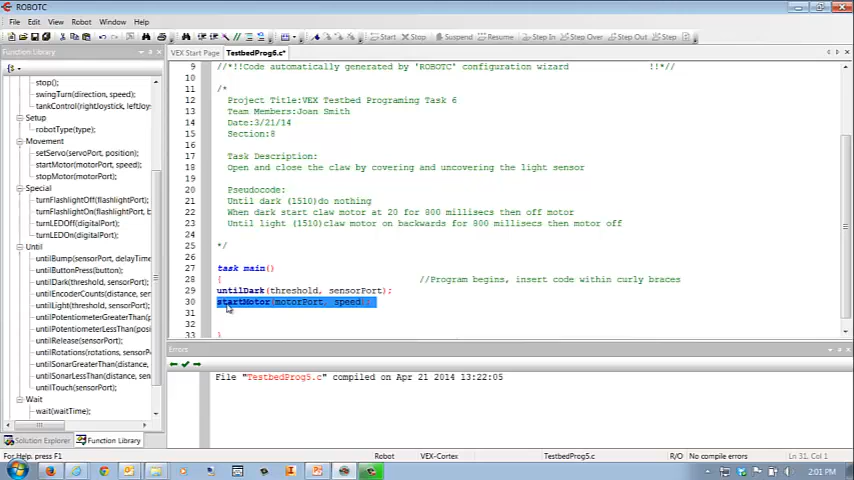 ROBOTC
File Edit View Robot Window Help
Start Stop Suspend Resume Step In Step Over Step Out Step
Function Library
VEX Start Page TestbedProg6.c*
stop();
swingTurn(direction, speed);
tankControl(rightJoystick, leftJoys
Setup
robotType(type);
Movement
setServo(servoPort, position);
startMotor(motorPort, speed);
stopMotor(motorPort);
Special
turnFlashlightOff(flashlightPort);
turnFlashlightOn(flashlightPort, b
turnLEDOff(digitalPort);
turnLEDOn(digitalPort);
Until
untilBump(sensorPort, delayTime
untilButtonPress(button);
untilDark(threshold, sensorPort);
untilEncoderCounts(distance, sen
untilLight(threshold, sensorPort);
untilPotentiometerGreaterThan(p
untilPotentiometerLessThan(posi
untilRelease(sensorPort);
untilRotations(rotations, sensorP
untilSonarGreaterThan(distance,
untilSonarLessThan(distance, sen
untilTouch(sensorPort);
Wait
wait(waitTime);
Solution Explorer Function Library
9 //*!!Code automatically generated by 'ROBOTC' configuration wizard !!*//
10
11 /*
12 Project Title:VEX Testbed Programing Task 6
13 Team Members:Joan Smith
14 Date:3/21/14
15 Section:8
16
17 Task Description:
18 Open and close the claw by covering and uncovering the light sensor
19
20 Pseudocode:
21 Until dark (1510)do nothing
22 When dark start claw motor at 20 for 800 millisecs then off motor
23 Until light (1510)claw motor on backwards for 800 millisecs then motor off
24
25 */
26
27 task main()
28 { //Program begins, insert code within curly braces
29 untilDark(threshold, sensorPort);
30 startMotor(motorPort, speed);
31
32
33 }
Errors
File "TestbedProg5.c" compiled on Apr 21 2014 13:22:05
For Help, press F1
Robot VEX-Cortex TestbedProg5.c R/O No compile errors Ln 31, Col 1
2:01 PM